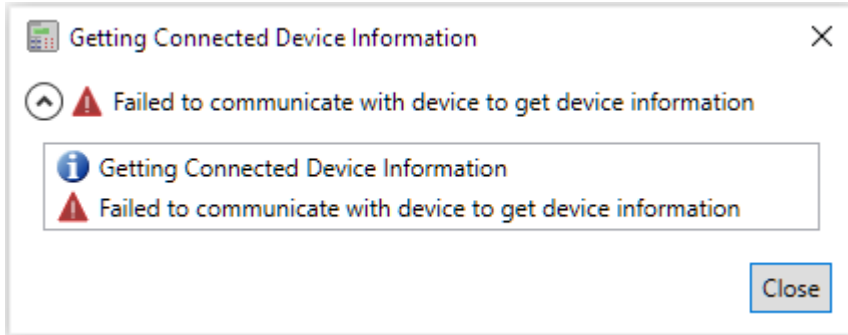 Getting Connected Device Information
Failed to communicate with device to get device information
Getting Connected Device Information
Failed to communicate with device to get device information
Close